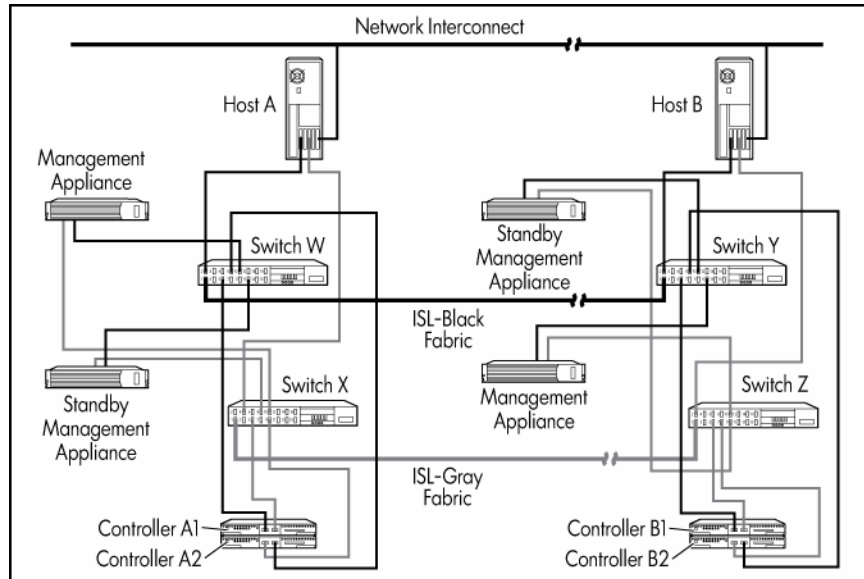 Network Interconnect
Host A
Host B
Management
Appliance
Switch W
Standby
Management
Appliance
Switch Y
ISL-Black
Fabric
Switch X
Standby
Management
Appliance
Management
Appliance
Switch Z
ISL-Gray
Fabric
Controller A1
Controller A2
Controller B1
Controller B2